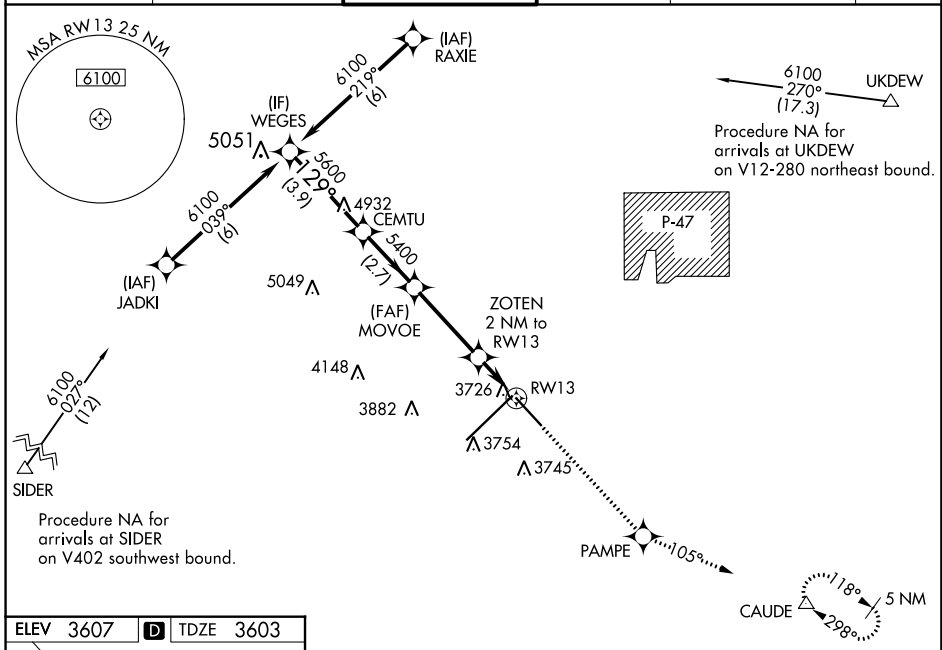 MSA RW 13 25 NM
6100
(IAF)
RAXIE
6100
219°
(6)
(IF)
WEGES
5051
6100
270°
(17.3)
UKDEW
Procedure NA for
arrivals at UKDEW
on V12-280 northeast bound.
5600
129°
(3.9)
4932
CEMTU
P-47
6100
039°
(6)
(IAF)
JADKI
5400
(2.7)
5049
(FAF)
MOVOE
ZOTEN
2 NM to
RW13
4148
3726
RW13
3882
6100
027°
(12)
3754
3745
SIDER
Procedure NA for
arrivals at SIDER
on V402 southwest bound.
PAMPE
105°
118°
5 NM
CAUDE
298°
ELEV 3607 D TDZE 3603